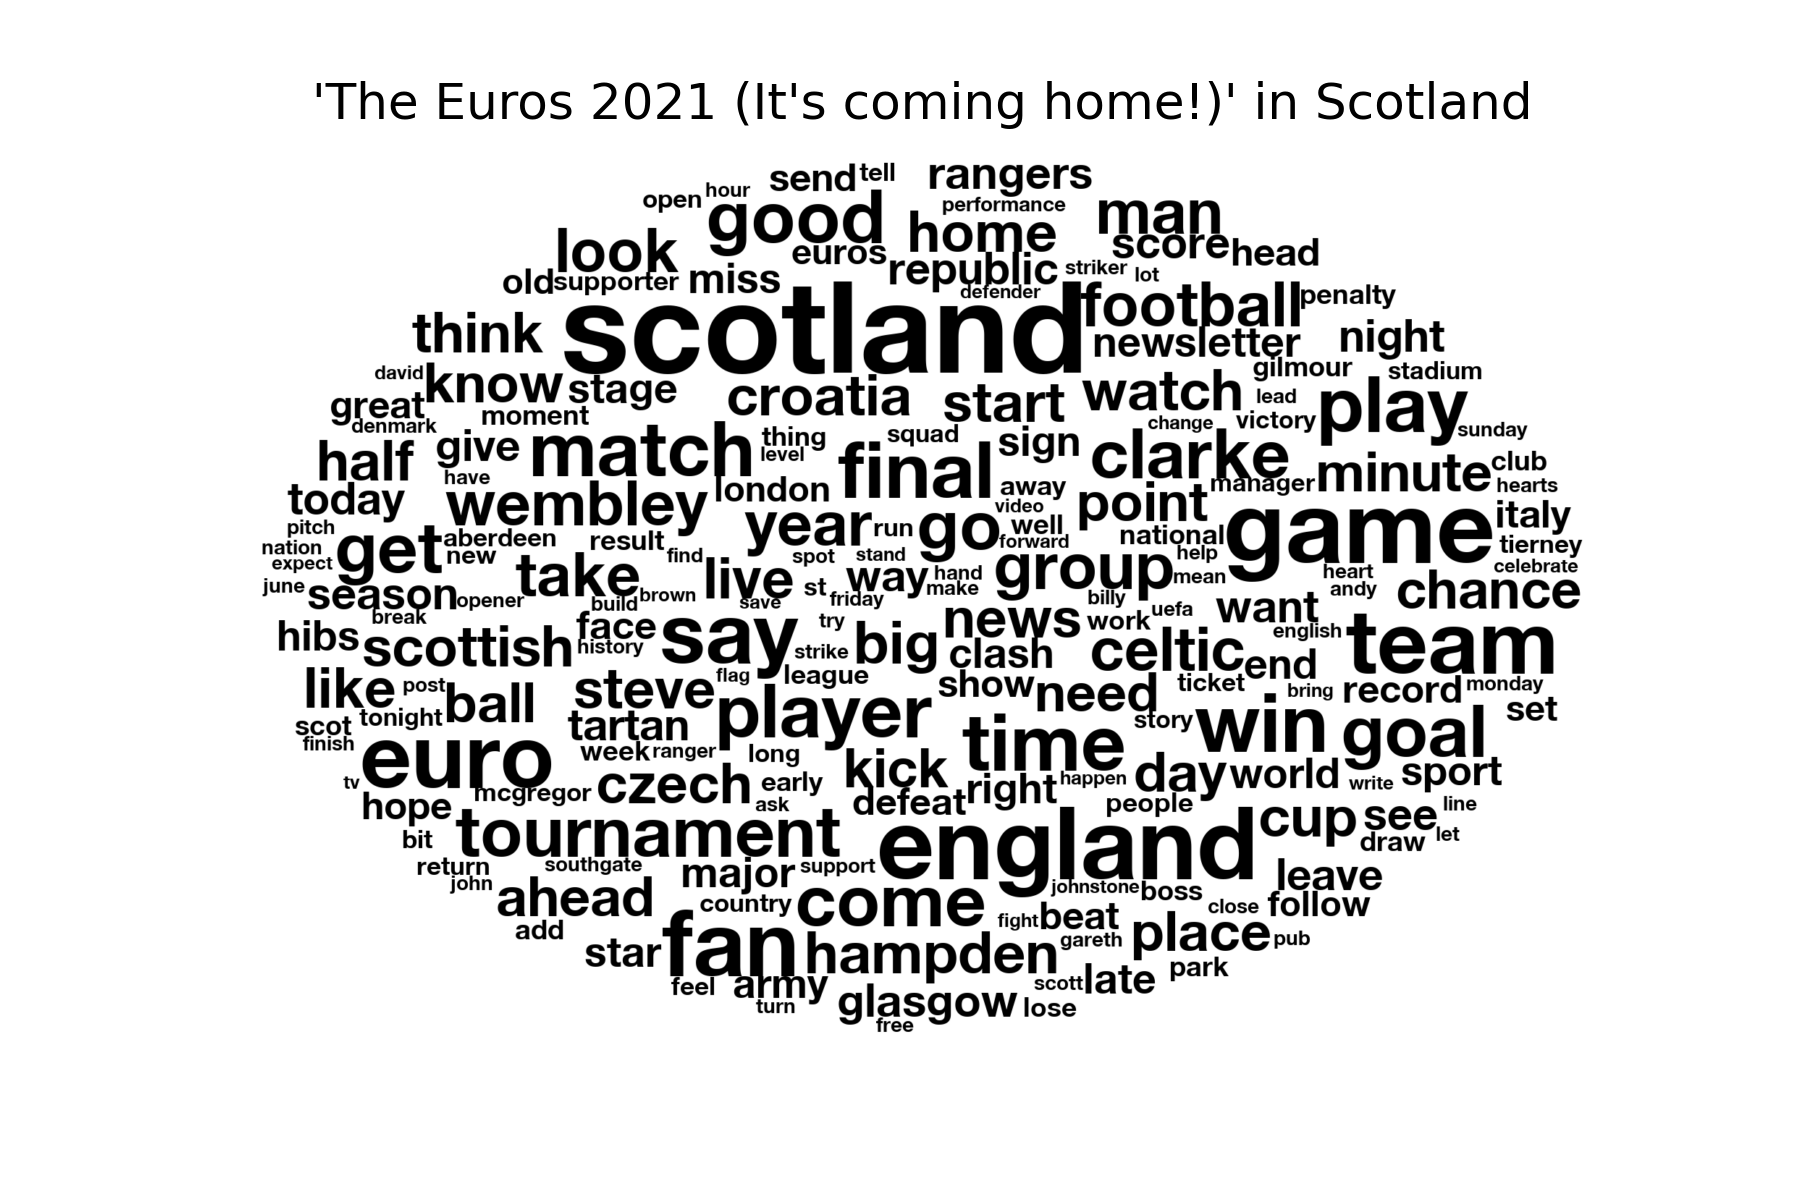 'The Euros 2021 (It's coming home!)' in Scotland
send tell rangers
open hour good performance man
look euros home score head
old supporter miss republic striker lot
defender
think scotland football penalty
newsletter night
david know stage croatia start watch gilmour stadium
great moment lead play
denmark change victory sunday
half give match thing squad sign clarke
level final minute club
have away manager hearts
today wembley london point
video game italy
pitch year run go well national
nation get aberdeen result forward tierney
expect new find spot stand group help celebrate
june take live way hand mean heart chance
season opener build brown save st friday make billy andy
break face say try news work uefa want
hibs scottish history strike big clash celtic end english team
like post steve flag league show need ticket bring record monday
scot tonight ball tartan player story win goal set
finish week ranger long time
tv euro czech early kick right happen day world write sport
hope mcgregor ask defeat people cup see line
bit tournament england draw let
return southgate major support
john ahead country come johnstone boss close leave
follow
add star fan hampden fight beat gareth place pub
feel army scott late park
turn glasgow lose
free